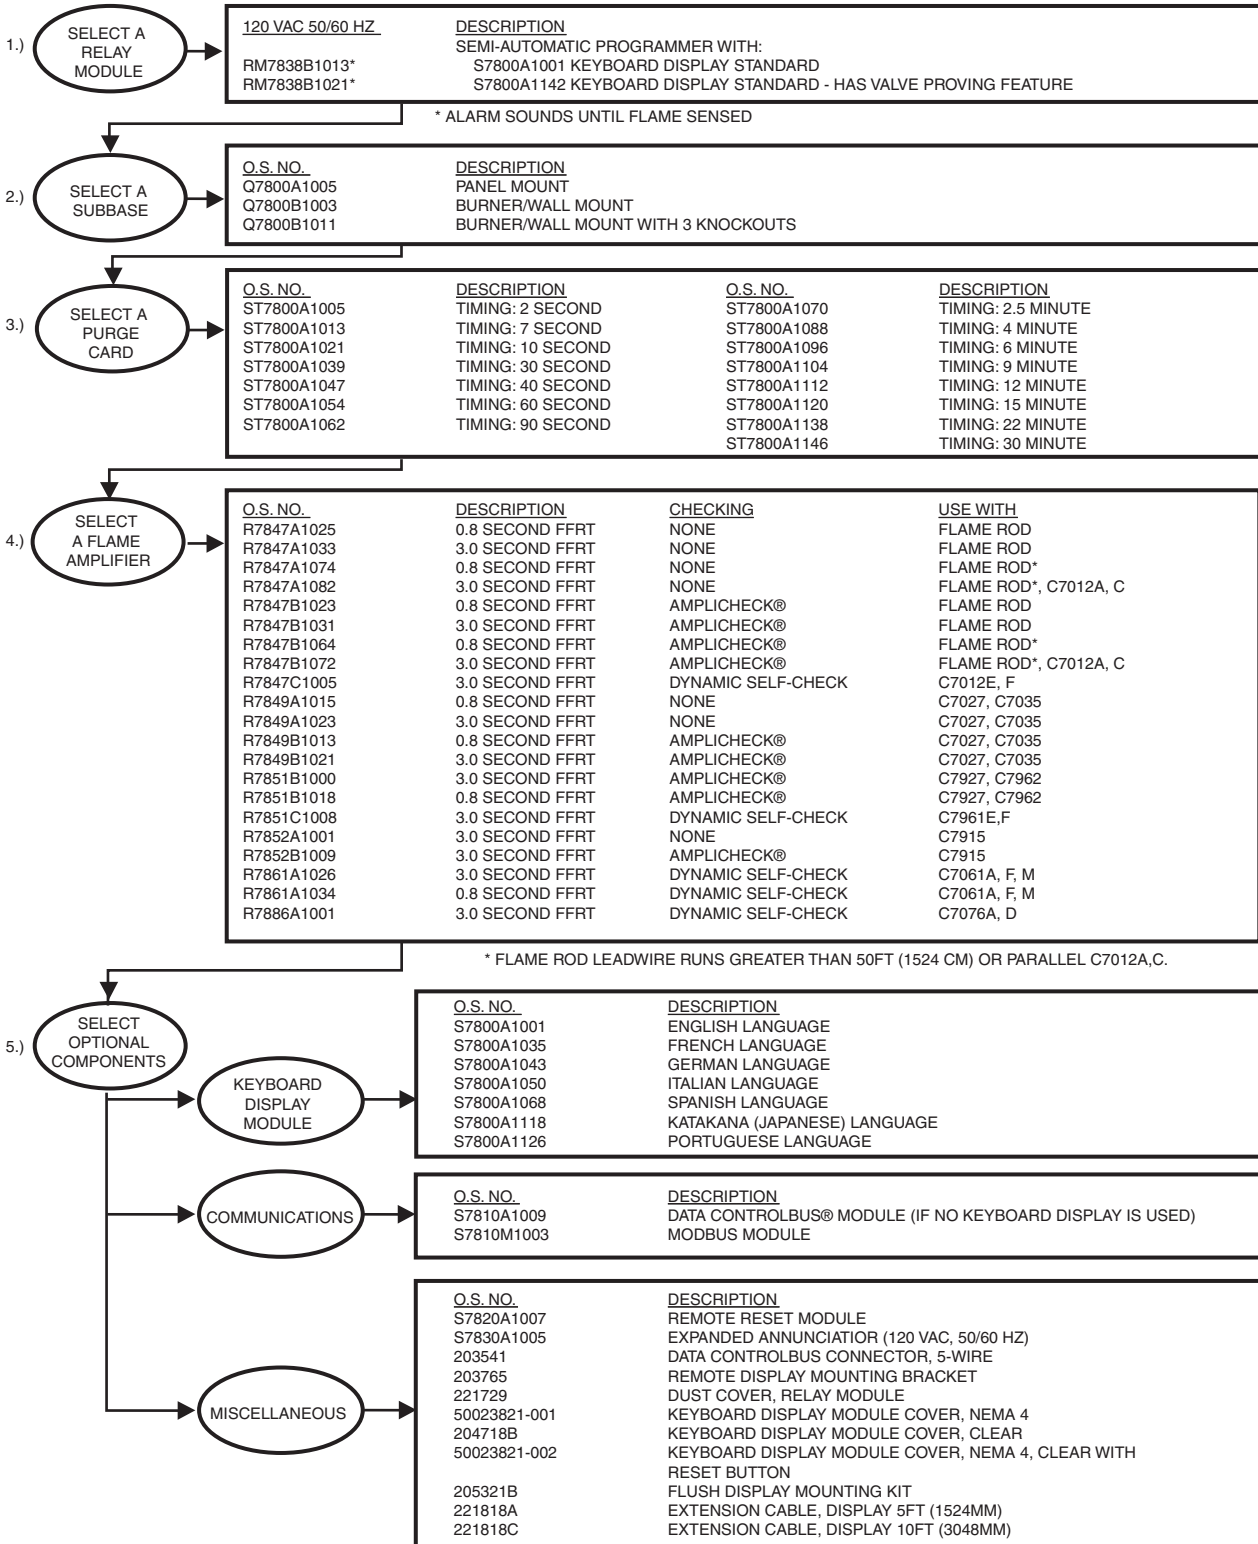 1.)
SELECT A
RELAY
MODULE
120 VAC 50/60 HZ DESCRIPTION
SEMI-AUTOMATIC PROGRAMMER WITH:
RM7838B1013* S7800A1001 KEYBOARD DISPLAY STANDARD
RM7838B1021* S7800A1142 KEYBOARD DISPLAY STANDARD - HAS VALVE PROVING FEATURE
* ALARM SOUNDS UNTIL FLAME SENSED
2.)
SELECT A
SUBBASE
O.S. NO. DESCRIPTION
Q7800A1005 PANEL MOUNT
Q7800B1003 BURNER/WALL MOUNT
Q7800B1011 BURNER/WALL MOUNT WITH 3 KNOCKOUTS
3.)
SELECT A
PURGE
CARD
O.S. NO. DESCRIPTION O.S. NO. DESCRIPTION
ST7800A1005 TIMING: 2 SECOND ST7800A1070 TIMING: 2.5 MINUTE
ST7800A1013 TIMING: 7 SECOND ST7800A1088 TIMING: 4 MINUTE
ST7800A1021 TIMING: 10 SECOND ST7800A1096 TIMING: 6 MINUTE
ST7800A1039 TIMING: 30 SECOND ST7800A1104 TIMING: 9 MINUTE
ST7800A1047 TIMING: 40 SECOND ST7800A1112 TIMING: 12 MINUTE
ST7800A1054 TIMING: 60 SECOND ST7800A1120 TIMING: 15 MINUTE
ST7800A1062 TIMING: 90 SECOND ST7800A1138 TIMING: 22 MINUTE
ST7800A1146 TIMING: 30 MINUTE
4.)
SELECT
A FLAME
AMPLIFIER
O.S. NO. DESCRIPTION CHECKING USE WITH
R7847A1025 0.8 SECOND FFRT NONE FLAME ROD
R7847A1033 3.0 SECOND FFRT NONE FLAME ROD
R7847A1074 0.8 SECOND FFRT NONE FLAME ROD*
R7847A1082 3.0 SECOND FFRT NONE FLAME ROD*, C7012A, C
R7847B1023 0.8 SECOND FFRT AMPLICHECK® FLAME ROD
R7847B1031 3.0 SECOND FFRT AMPLICHECK® FLAME ROD
R7847B1064 0.8 SECOND FFRT AMPLICHECK® FLAME ROD*
R7847B1072 3.0 SECOND FFRT AMPLICHECK® FLAME ROD*, C7012A, C
R7847C1005 3.0 SECOND FFRT DYNAMIC SELF-CHECK C7012E, F
R7849A1015 0.8 SECOND FFRT NONE C7027, C7035
R7849A1023 3.0 SECOND FFRT NONE C7027, C7035
R7849B1013 0.8 SECOND FFRT AMPLICHECK® C7027, C7035
R7849B1021 3.0 SECOND FFRT AMPLICHECK® C7027, C7035
R7851B1000 3.0 SECOND FFRT AMPLICHECK® C7927, C7962
R7851B1018 0.8 SECOND FFRT AMPLICHECK® C7927, C7962
R7851C1008 3.0 SECOND FFRT DYNAMIC SELF-CHECK C7961E,F
R7852A1001 3.0 SECOND FFRT NONE C7915
R7852B1009 3.0 SECOND FFRT AMPLICHECK® C7915
R7861A1026 3.0 SECOND FFRT DYNAMIC SELF-CHECK C7061A, F, M
R7861A1034 0.8 SECOND FFRT DYNAMIC SELF-CHECK C7061A, F, M
R7886A1001 3.0 SECOND FFRT DYNAMIC SELF-CHECK C7076A, D
* FLAME ROD LEADWIRE RUNS GREATER THAN 50FT (1524 CM) OR PARALLEL C7012A,C.
5.)
SELECT
OPTIONAL
COMPONENTS
KEYBOARD
DISPLAY
MODULE
O.S. NO. DESCRIPTION
S7800A1001 ENGLISH LANGUAGE
S7800A1035 FRENCH LANGUAGE
S7800A1043 GERMAN LANGUAGE
S7800A1050 ITALIAN LANGUAGE
S7800A1068 SPANISH LANGUAGE
S7800A1118 KATAKANA (JAPANESE) LANGUAGE
S7800A1126 PORTUGUESE LANGUAGE
COMMUNICATIONS
O.S. NO. DESCRIPTION
S7810A1009 DATA CONTROLBUS® MODULE (IF NO KEYBOARD DISPLAY IS USED)
S7810M1003 MODBUS MODULE
MISCELLANEOUS
O.S. NO. DESCRIPTION
S7820A1007 REMOTE RESET MODULE
S7830A1005 EXPANDED ANNUNCIATIOR (120 VAC, 50/60 HZ)
203541 DATA CONTROLBUS CONNECTOR, 5-WIRE
203765 REMOTE DISPLAY MOUNTING BRACKET
221729 DUST COVER, RELAY MODULE
50023821-001 KEYBOARD DISPLAY MODULE COVER, NEMA 4
204718B KEYBOARD DISPLAY MODULE COVER, CLEAR
50023821-002 KEYBOARD DISPLAY MODULE COVER, NEMA 4, CLEAR WITH
RESET BUTTON
205321B FLUSH DISPLAY MOUNTING KIT
221818A EXTENSION CABLE, DISPLAY 5FT (1524MM)
221818C EXTENSION CABLE, DISPLAY 10FT (3048MM)